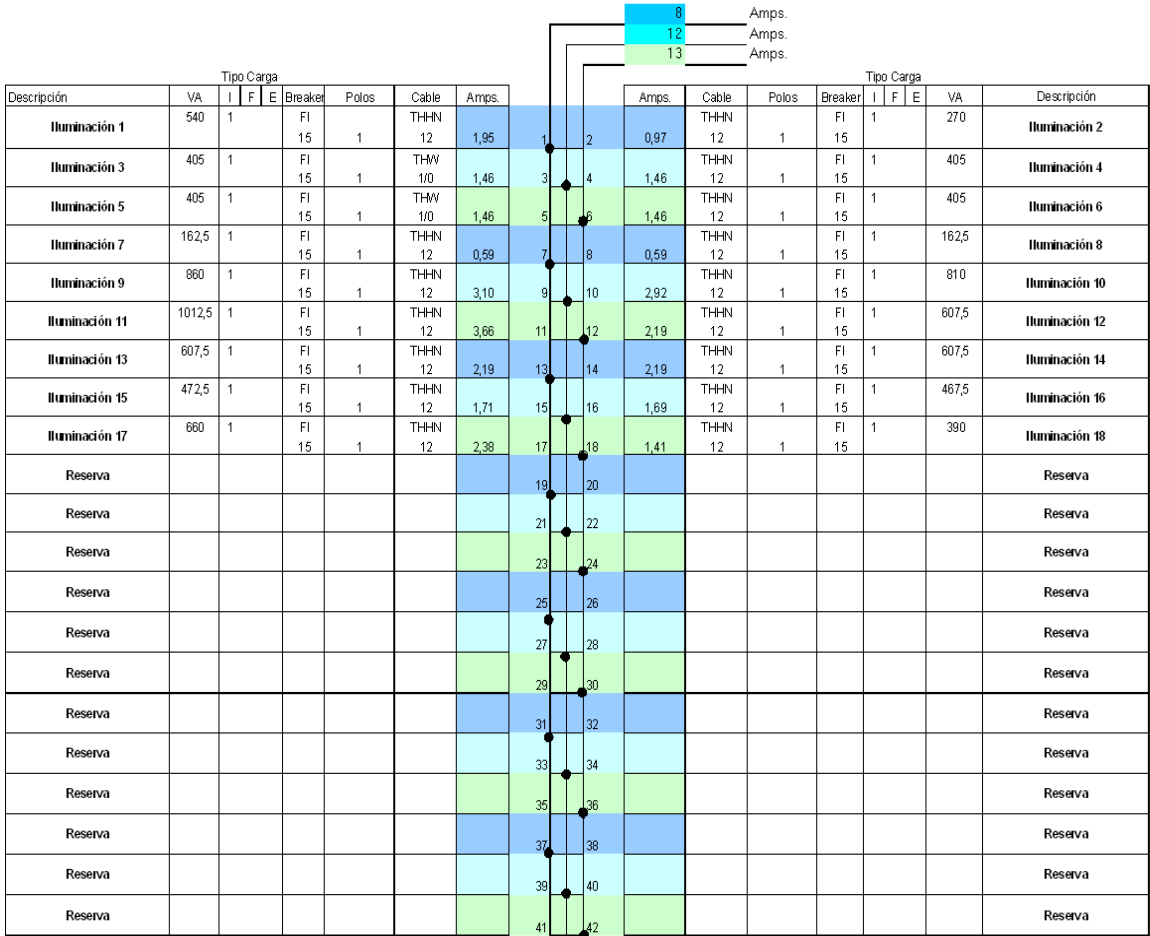 8 Amps.
12 Amps.
13 Amps.
Tipo Carga Tipo Carga
Descripción VA I F E Breaker Polos Cable Amps. Amps. Cable Polos Breaker I F E VA Descripción
Iluminación 1 540 1 FI THHN THHN FI 1 270 Iluminación 2
15 1 12 1,95 1 2 0,97 12 1 15
Iluminación 3 405 1 FI THW THHN FI 1 405 Iluminación 4
15 1 1/0 1,46 3 4 1,46 12 1 15
Iluminación 5 405 1 FI THW THHN FI 1 405 Iluminación 6
15 1 1/0 1,46 5 6 1,46 12 1 15
Iluminación 7 162,5 1 FI THHN THHN FI 1 162,5 Iluminación 8
15 1 12 0,59 7 8 0,59 12 1 15
Iluminación 9 860 1 FI THHN THHN FI 1 810 Iluminación 10
15 1 12 3,10 9 10 2,92 12 1 15
Iluminación 11 1012,5 1 FI THHN THHN FI 1 607,5 Iluminación 12
15 1 12 3,66 11 12 2,19 12 1 15
Iluminación 13 607,5 1 FI THHN THHN FI 1 607,5 Iluminación 14
15 1 12 2,19 13 14 2,19 12 1 15
Iluminación 15 472,5 1 FI THHN THHN FI 1 467,5 Iluminación 16
15 1 12 1,71 15 16 1,69 12 1 15
Iluminación 17 660 1 FI THHN THHN FI 1 390 Iluminación 18
15 1 12 2,38 17 18 1,41 12 1 15
Reserva 19 20 Reserva
Reserva 21 22 Reserva
Reserva 23 24 Reserva
Reserva 25 26 Reserva
Reserva 27 28 Reserva
Reserva 29 30 Reserva
Reserva 31 32 Reserva
Reserva 33 34 Reserva
Reserva 35 36 Reserva
Reserva 37 38 Reserva
Reserva 39 40 Reserva
Reserva 41 42 Reserva